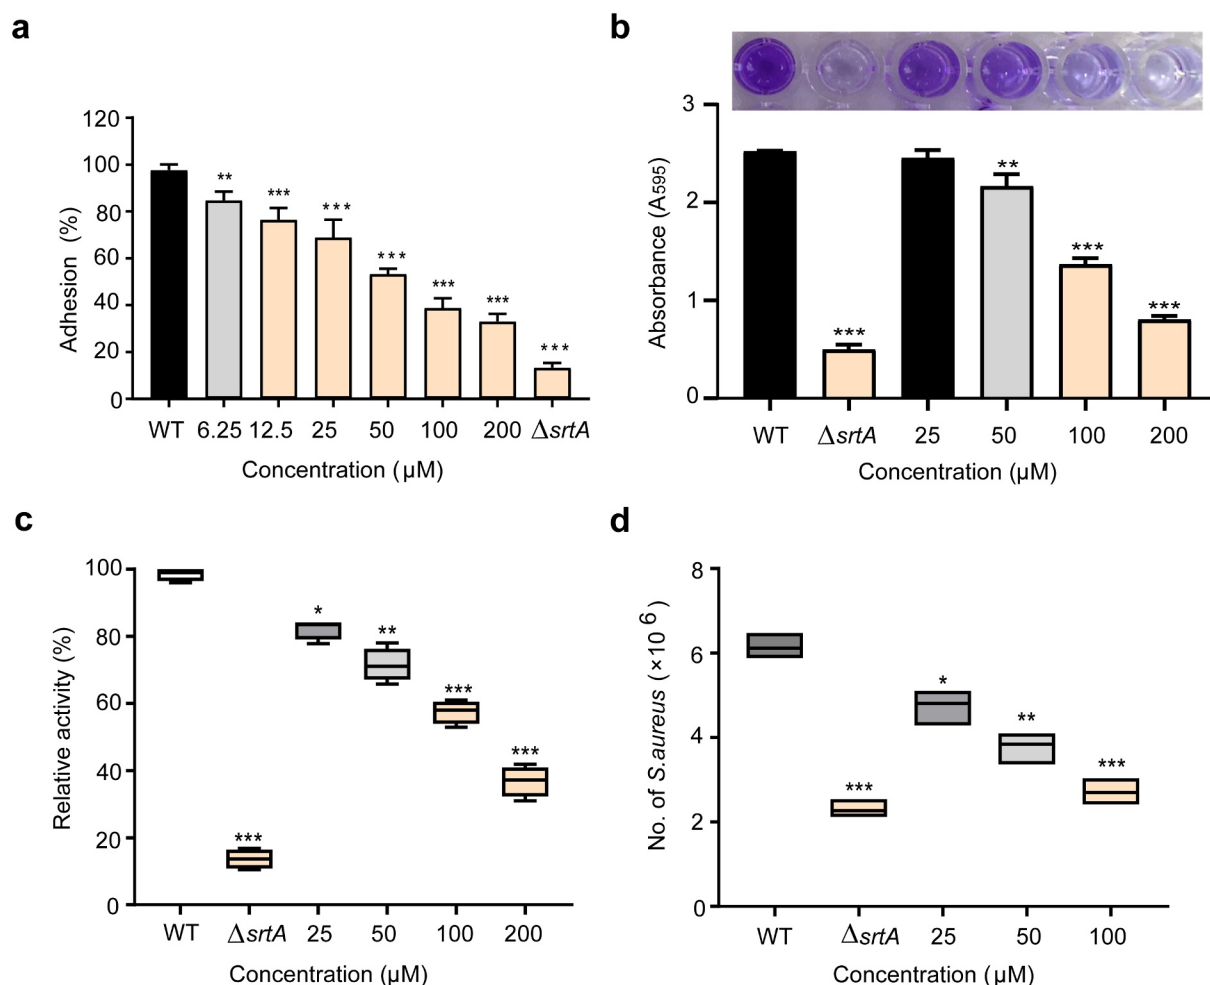 a
120
100
80
60
40
20
0
Adhesion (%)
**
***
***
***
***
***
***
WT 6.25 12.5 25 50 100 200 ΔsrtA
Concentration (µM)
b
3
2
1
0
Absorbance (A595)
***
**
***
***
WT ΔsrtA 25 50 100 200
Concentration (µM)
c
100
80
60
40
20
0
Relative activity (%)
***
*
**
***
***
WT ΔsrtA 25 50 100 200
Concentration (µM)
d
8
6
4
2
0
No. of S.aureus (×10 6)
***
*
**
***
WT ΔsrtA 25 50 100
Concentration (µM)